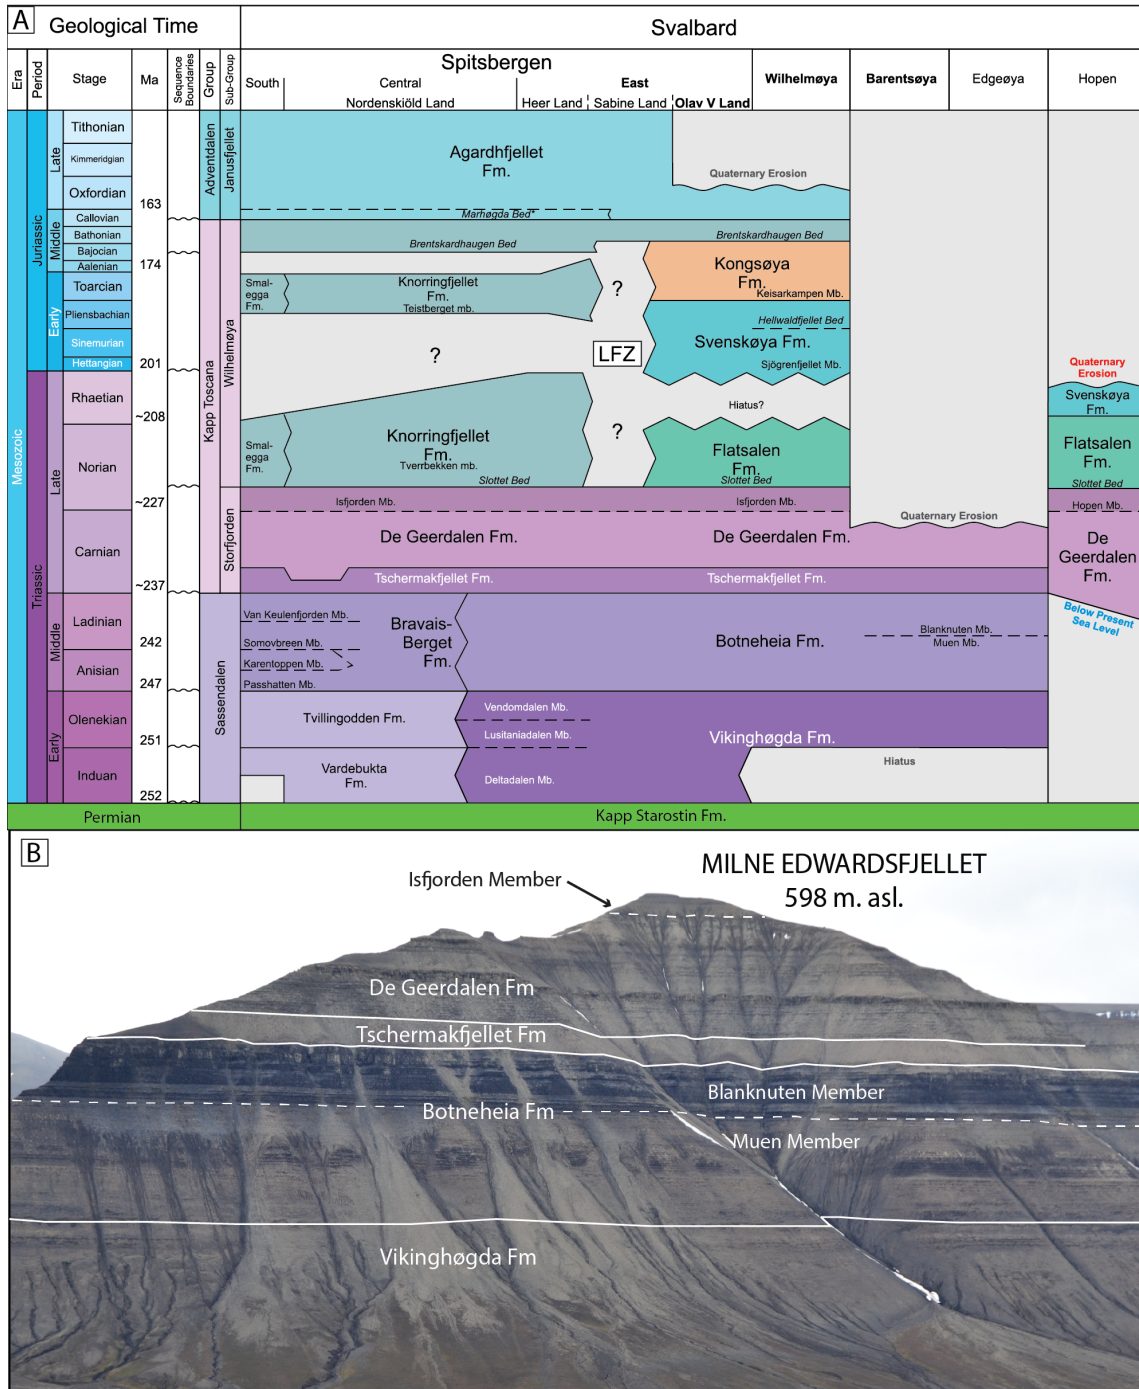 A
Geological Time
Svalbard
Era
Period
Stage
Ma
Sequence
Boundaries
Group
Sub-Group
Spitsbergen
South
Central
East
Wilhelmøya
Barentsøya
Edgeøya
Hopen
Nordenskiöld Land
Heer Land
Sabine Land
Olav V Land
Mesozoic
Juriassic
Triassic
Late
Middle
Early
Late
Middle
Early
Tithonian
Kimmeridgian
Oxfordian
Callovian
Bathonian
Bajocian
Aalenian
Toarcian
Pliensbachian
Sinemurian
Hettangian
Rhaetian
Norian
Carnian
Ladinian
Anisian
Olenekian
Induan
163
174
201
~208
~227
~237
242
247
251
252
Adventdalen
Janusfjellet
Kapp Toscana
Wilhelmøya
Storfjorden
Sassendalen
Agardhfjellet
Fm.
Quaternary Erosion
Marhøgda Bed*
Brentskardhaugen Bed
Brentskardhaugen Bed
Smal-
egga
Fm.
Knorringfjellet
Fm.
Teistberget mb.
?
Kongsøya
Fm.
Keisarkampen Mb.
Hellwaldfjellet Bed
?
LFZ
Svenskøya Fm.
Sjögrenfjellet Mb.
Quaternary
Erosion
Hiatus?
Svenskøya
Fm.
Smal-
egga
Fm.
Knorringfjellet
Fm.
Tverrbekken mb.
Slottet Bed
?
Flatsalen
Fm.
Slottet Bed
Flatsalen
Fm.
Slottet Bed
Isfjorden Mb.
Isfjorden Mb.
Hopen Mb.
Quaternary Erosion
De Geerdalen Fm.
De Geerdalen Fm.
De
Geerdalen
Fm.
Tschermakfjellet Fm.
Tschermakfjellet Fm.
Below Present
Sea Level
Van Keulenfjorden Mb.
Somovbreen Mb.
Karentoppen Mb.
Passhatten Mb.
Bravais-
Berget
Fm.
Botneheia Fm.
Blanknuten Mb.
Muen Mb.
Tvillingodden Fm.
Vendomdalen Mb.
Lusitaniadalen Mb.
Vikinghøgda Fm.
Vardebukta
Fm.
Deltadalen Mb.
Hiatus
Permian
Kapp Starostin Fm.
B
MILNE EDWARDSFJELLET
598 m. asl.
Isfjorden Member
De Geerdalen Fm
Tschermakfjellet Fm
Blanknuten Member
Botneheia Fm
Muen Member
Vikinghøgda Fm